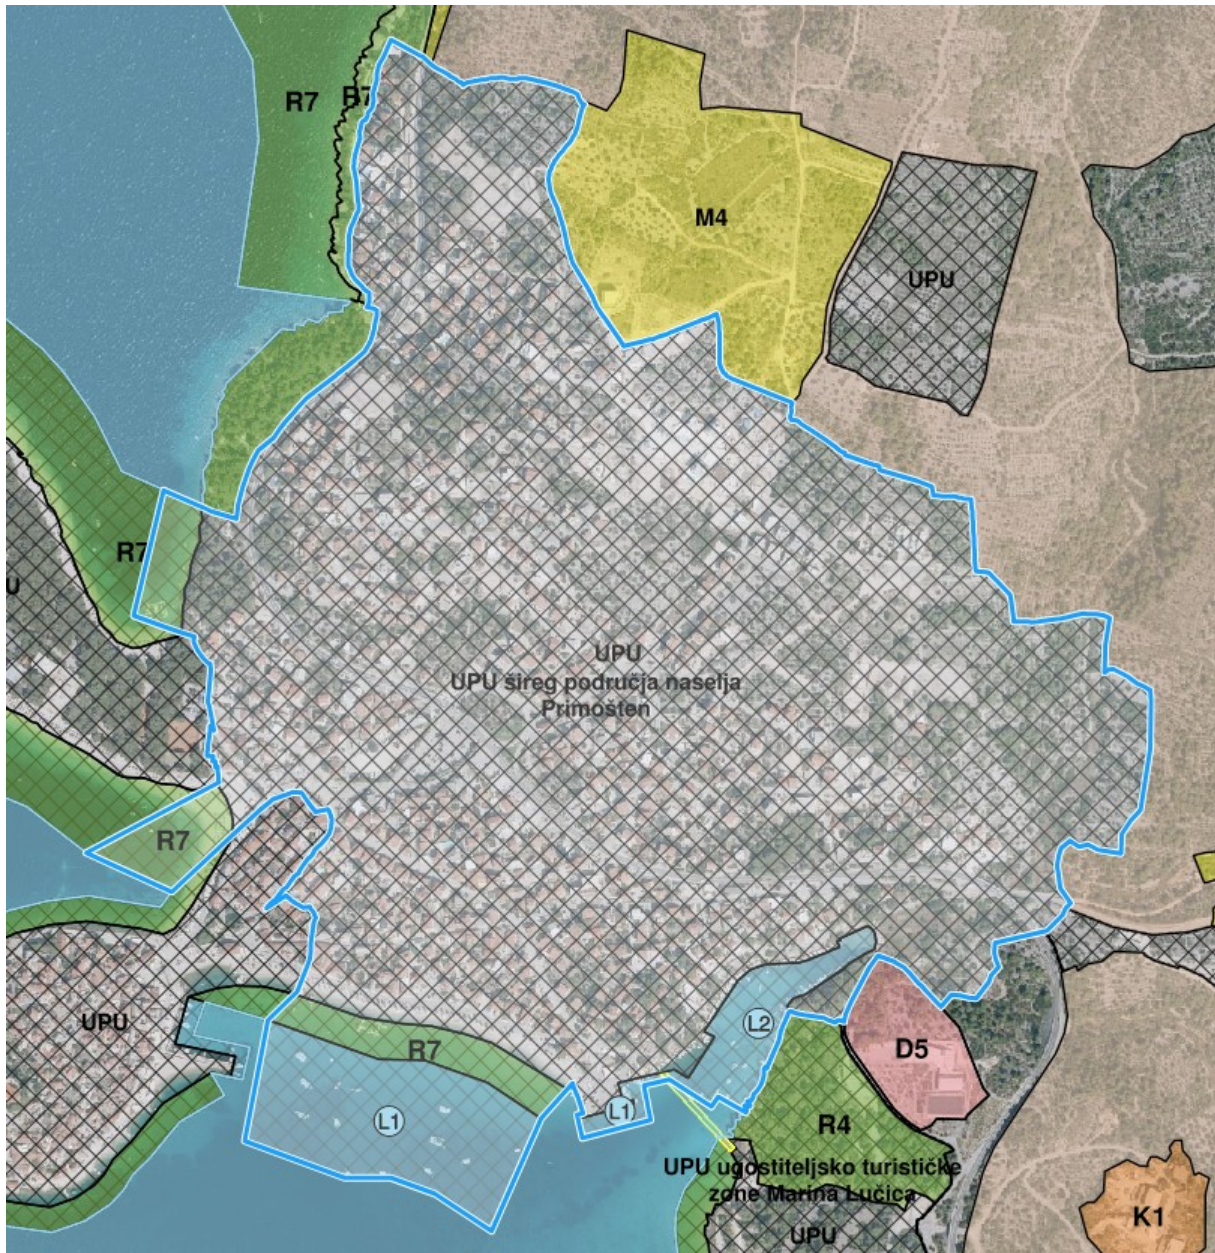 R7
R7
M4
UPU
R7
U
UPU
UPU šireg područja naselja
Primošten
R7
UPU
L2
R7
D5
L1
L1
R4
UPU ugostiteljsko turističke
zone Marina Lučica
K1
UPU